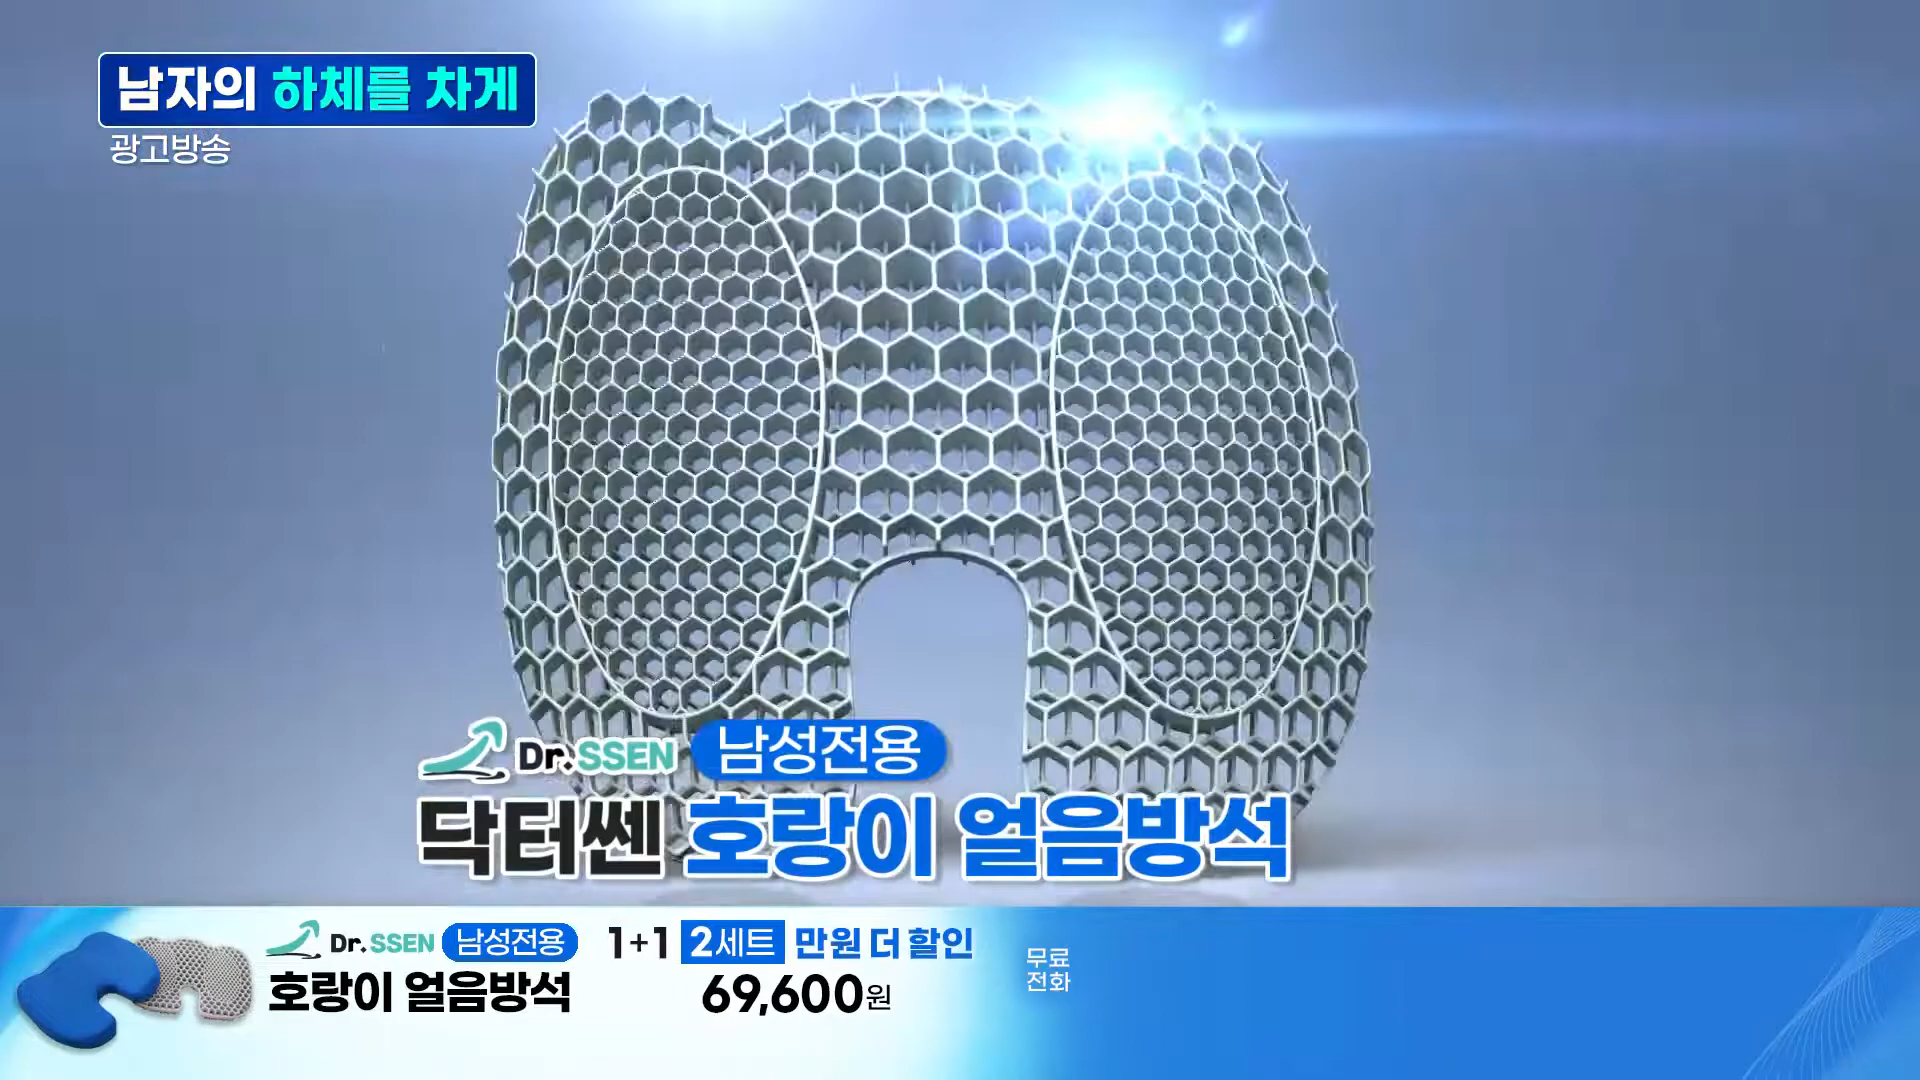 남자의 하체를 차게
광고방송
Dr.SSEN 남성전용
닥터쎈 호랑이 얼음방석
Dr.SSEN 남성전용
호랑이 얼음방석
1+1 2세트 만원 더 할인
69,600원
무료
전화